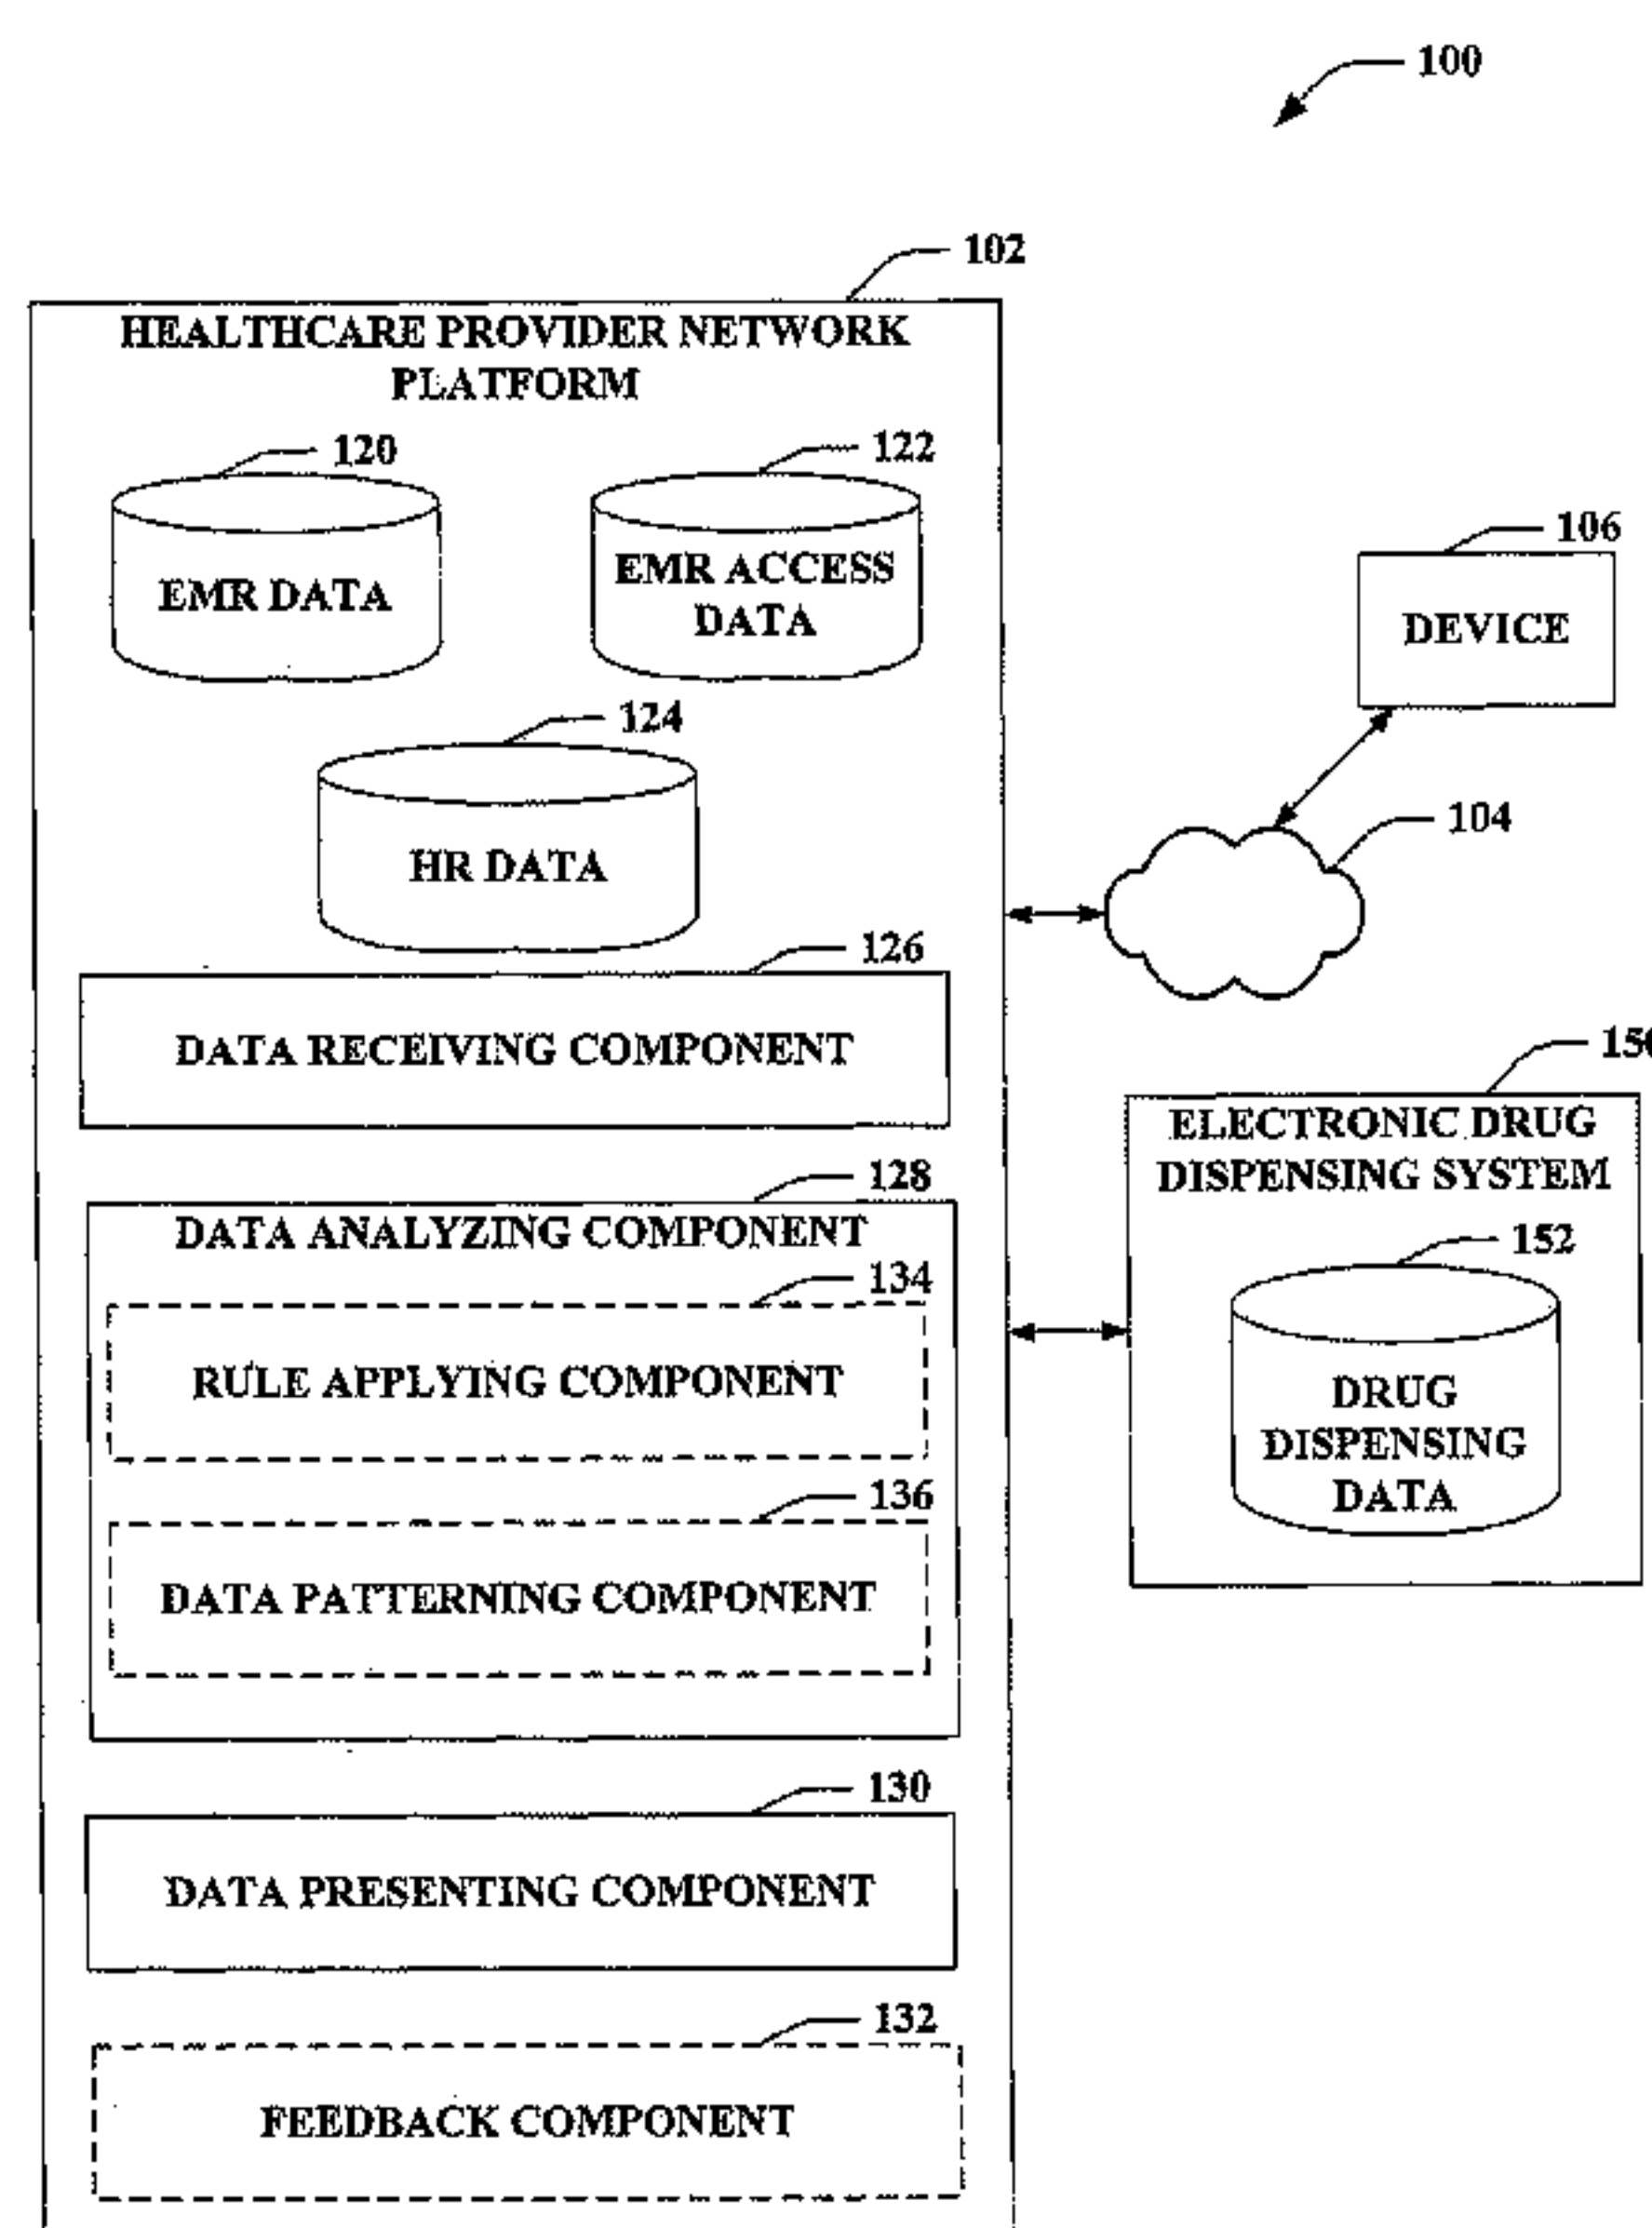 100
102
HEALTHCARE PROVIDER NETWORK
PLATFORM
120
122
EMR DATA
EMR ACCESS
DATA
106
DEVICE
124
HR DATA
104
126
DATA RECEIVING COMPONENT
150
ELECTRONIC DRUG
DISPENSING SYSTEM
128
DATA ANALYZING COMPONENT
152
134
RULE APPLYING COMPONENT
DRUG
DISPENSING
DATA
136
DATA PATTERNING COMPONENT
130
DATA PRESENTING COMPONENT
132
FEEDBACK COMPONENT